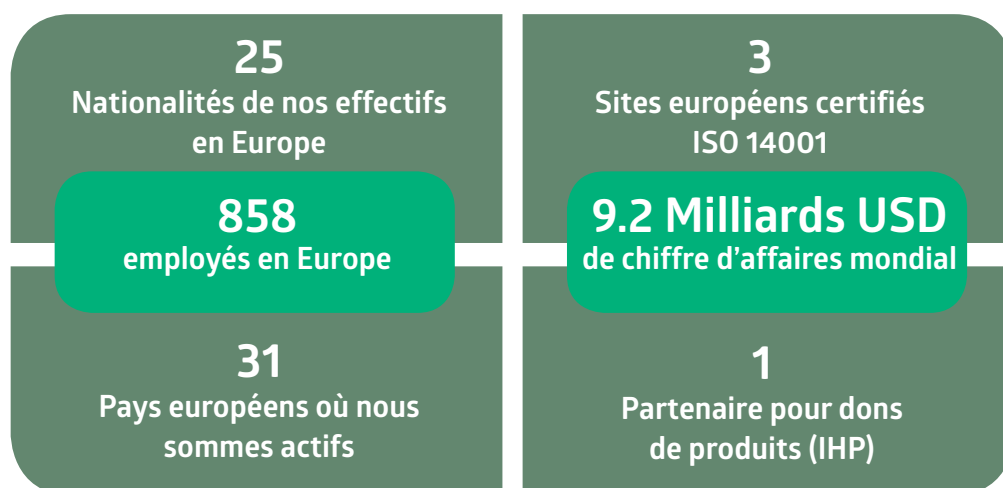 25
Nationalités de nos effectifs
en Europe
858
employés en Europe
31
Pays européens où nous
sommes actifs
3
Sites européens certifiés
ISO 14001
9.2 Milliards USD
de chiffre d’affaires mondial
1
Partenaire pour dons
de produits (IHP)